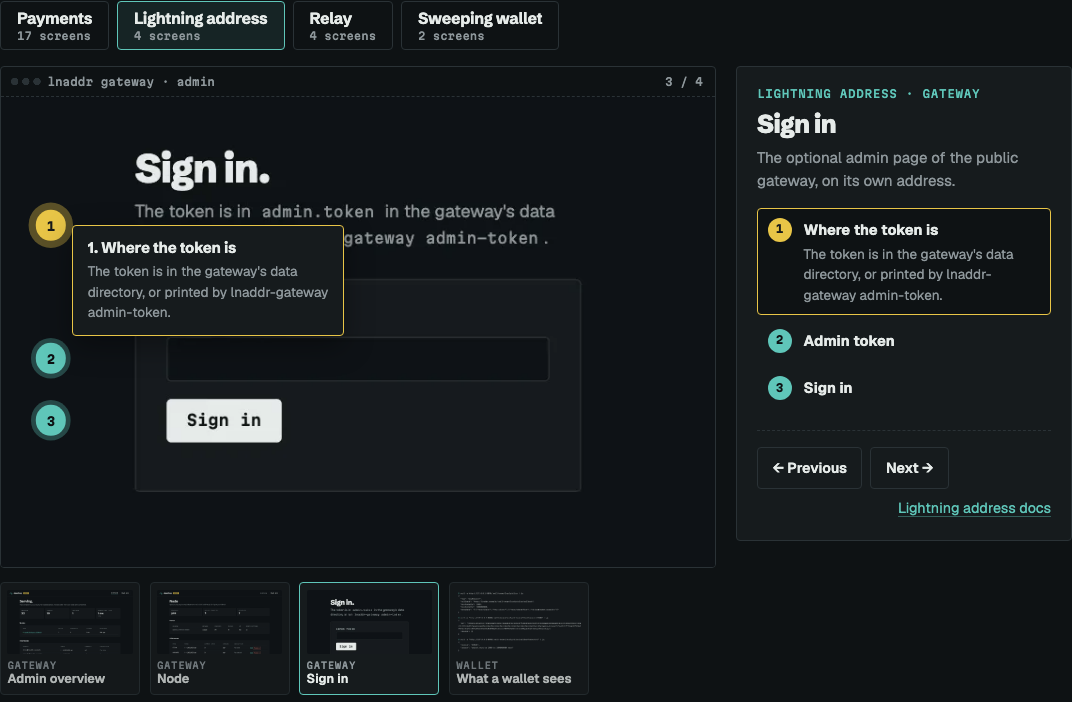 Payments
17 screens
Lightning address
4 screens
Relay
4 screens
Sweeping wallet
2 screens
lnaddr gateway · admin
3 / 4
Sign in.
The token is in admin.token in the gateway's data
gateway admin-token.
1
1. Where the token is
The token is in the gateway's data
directory, or printed by lnaddr-gateway
admin-token.
2
3
Sign in
LIGHTNING ADDRESS · GATEWAY
Sign in
The optional admin page of the public
gateway, on its own address.
1
Where the token is
The token is in the gateway's data
directory, or printed by lnaddr-
gateway admin-token.
2
Admin token
3
Sign in
← Previous
Next →
Lightning address docs
GATEWAY
Admin overview
GATEWAY
Node
Sign in.
GATEWAY
Sign in
WALLET
What a wallet sees